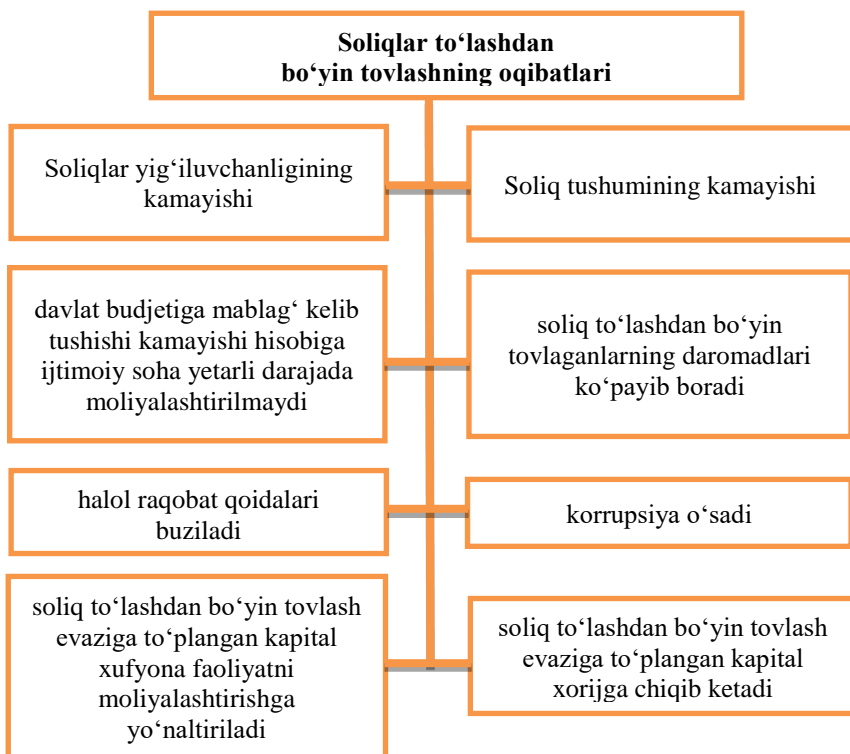 Soliqlar to‘lashdan
bo‘yin tovlashning oqibatlari
Soliqlar yig‘iluvchanligining
kamayishi
Soliq tushumining kamayishi
davlat budjetiga mablag‘ kelib
tushishi kamayishi hisobiga
ijtimoiy soha yetarli darajada
moliyalashtirilmaydi
soliq to‘lashdan bo‘yin
tovlaganlarning daromadlari
ko‘payib boradi
halol raqobat qoidalari
buziladi
korrupsiya o‘sadi
soliq to‘lashdan bo‘yin tovlash
evaziga to‘plangan kapital
xufyona faoliyatni
moliyalashtirishga
yo‘naltiriladi
soliq to‘lashdan bo‘yin tovlash
evaziga to‘plangan kapital
xorijga chiqib ketadi